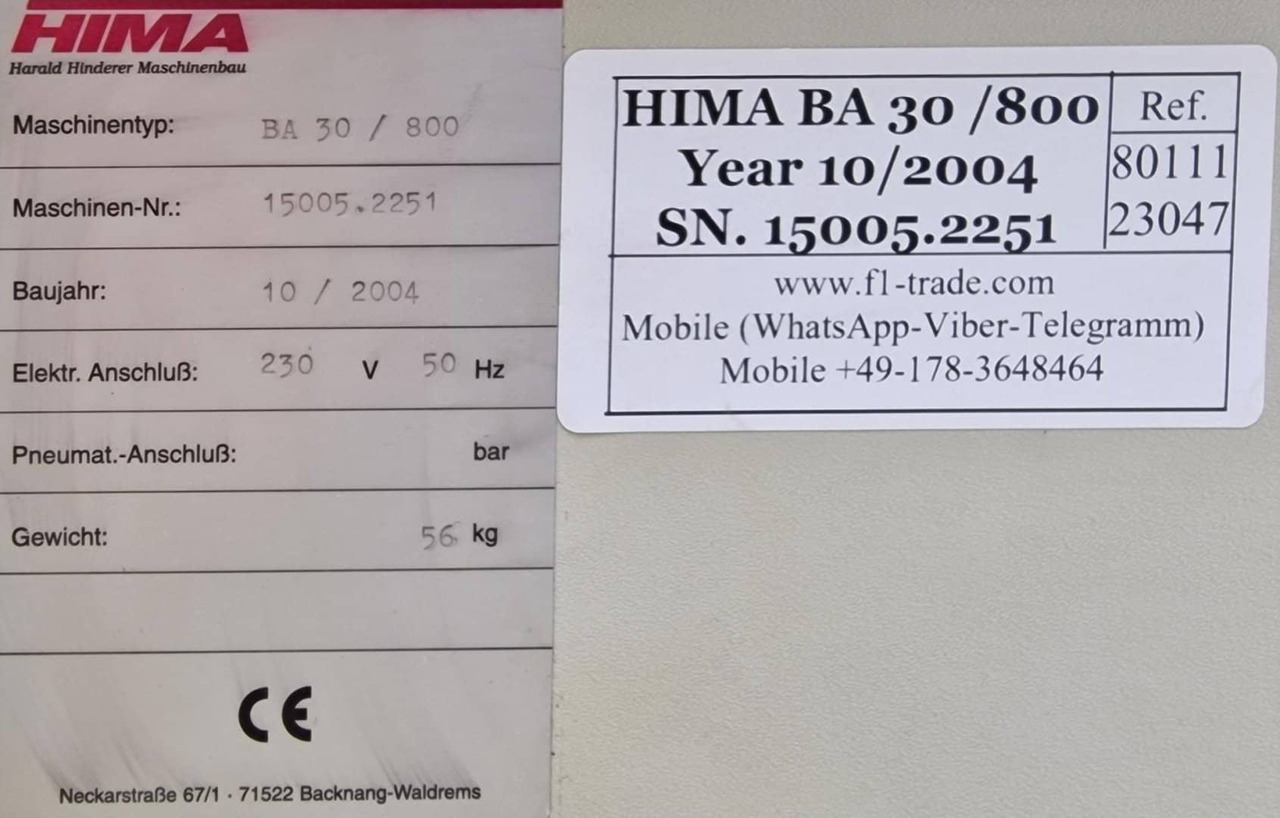 HIMA
Harald Hinderer Maschinenbau
Maschinentyp: BA 30 / 800
Maschinen-Nr.: 15005.2251
Baujahr: 10 / 2004
Elektr. Anschluß: 230 V 50 Hz
Pneumat.-Anschluß: bar
Gewicht: 56 kg
CE
Neckarstraße 67/1 · 71522 Backnang-Waldrems
HIMA BA 30 /800
Year 10/2004
SN. 15005.2251
Ref.
80111
23047
www.fl-trade.com
Mobile (WhatsApp-Viber-Telegramm)
Mobile +49-178-3648464